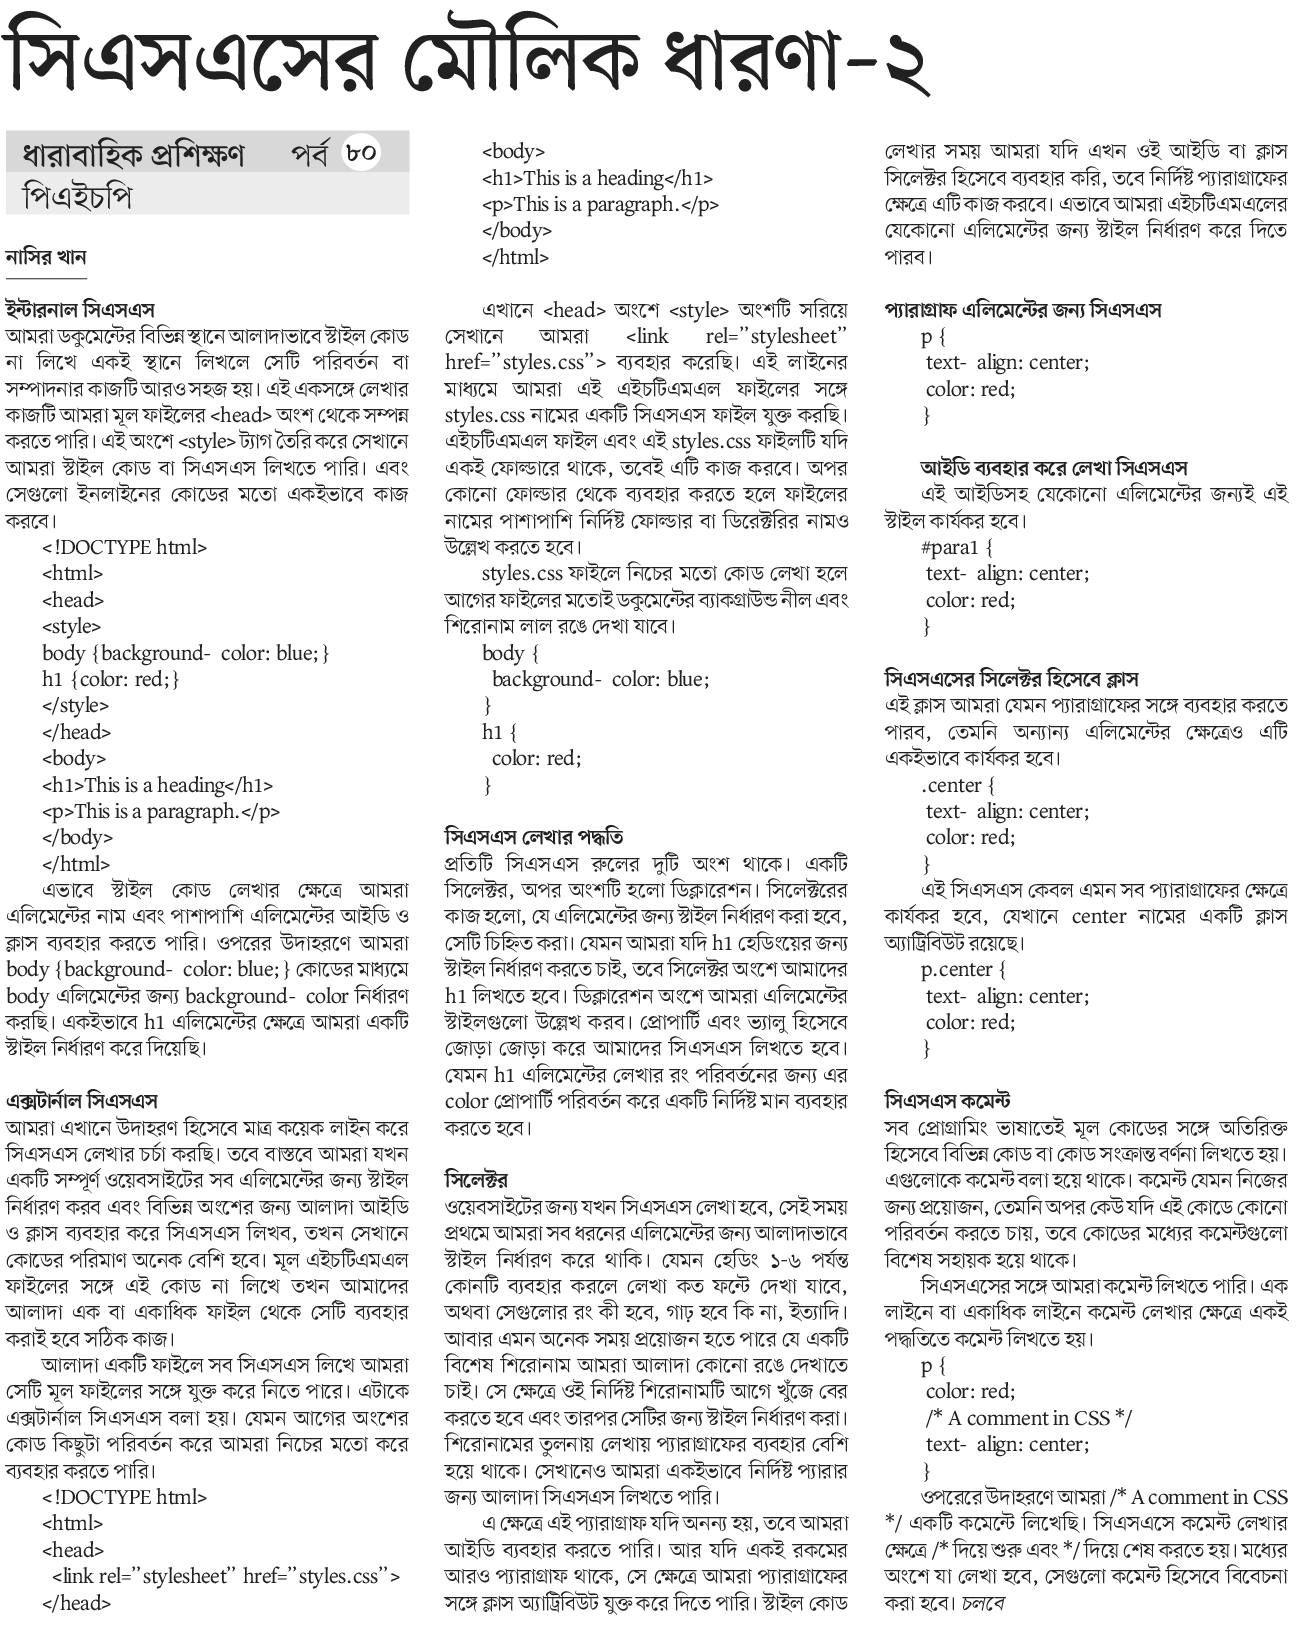 সিএসএসের মৌলিক ধারণা-২
ধারাবাহিক প্রশিক্ষণ পর্ব ৮০
পিএইচপি
নাসির খান
ইন্টারনাল সিএসএস
আমরা ডকুমেন্টের বিভিন্ন স্থানে আলাদাভাবে স্টাইল কোড
না লিখে একই স্থানে লিখলে সেটি পরিবর্তন বা
সম্পাদনার কাজটি আরও সহজ হয়। এই একসঙ্গে লেখার
কাজটি আমরা মূল ফাইলের <head> অংশ থেকে সম্পন্ন
করতে পারি। এই অংশে <style> ট্যাগ তৈরি করে সেখানে
আমরা স্টাইল কোড বা সিএসএস লিখতে পারি। এবং
সেগুলো ইনলাইনের কোডের মতো একইভাবে কাজ
করবে।
<!DOCTYPE html>
<html>
<head>
<style>
body {background- color: blue;}
h1 {color: red;}
</style>
</head>
<body>
<h1>This is a heading</h1>
<p>This is a paragraph.</p>
</body>
</html>
এভাবে স্টাইল কোড লেখার ক্ষেত্রে আমরা
এলিমেন্টের নাম এবং পাশাপাশি এলিমেন্টের আইডি ও
ক্লাস ব্যবহার করতে পারি। ওপরের উদাহরণে আমরা
body {background- color: blue;} কোডের মাধ্যমে
body এলিমেন্টের জন্য background- color নির্ধারণ
করছি। একইভাবে h1 এলিমেন্টের ক্ষেত্রে আমরা একটি
স্টাইল নির্ধারণ করে দিয়েছি।
এক্সটার্নাল সিএসএস
আমরা এখানে উদাহরণ হিসেবে মাত্র কয়েক লাইন করে
সিএসএস লেখার চর্চা করছি। তবে বাস্তবে আমরা যখন
একটি সম্পূর্ণ ওয়েবসাইটের সব এলিমেন্টের জন্য স্টাইল
নির্ধারণ করব এবং বিভিন্ন অংশের জন্য আলাদা আইডি
ও ক্লাস ব্যবহার করে সিএসএস লিখব, তখন সেখানে
কোডের পরিমাণ অনেক বেশি হবে। মূল এইচটিএমএল
ফাইলের সঙ্গে এই কোড না লিখে তখন আমাদের
আলাদা এক বা একাধিক ফাইল থেকে সেটি ব্যবহার
করাই হবে সঠিক কাজ।
আলাদা একটি ফাইলে সব সিএসএস লিখে আমরা
সেটি মূল ফাইলের সঙ্গে যুক্ত করে নিতে পারে। এটাকে
এক্সটার্নাল সিএসএস বলা হয়। যেমন আগের অংশের
কোড কিছুটা পরিবর্তন করে আমরা নিচের মতো করে
ব্যবহার করতে পারি।
<!DOCTYPE html>
<html>
<head>
<link rel=”stylesheet” href=”styles.css”>
</head>
<body>
<h1>This is a heading</h1>
<p>This is a paragraph.</p>
</body>
</html>
এখানে <head> অংশে <style> অংশটি সরিয়ে
সেখানে আমরা <link rel=”stylesheet”
href=”styles.css”> ব্যবহার করেছি। এই লাইনের
মাধ্যমে আমরা এই এইচটিএমএল ফাইলের সঙ্গে
styles.css নামের একটি সিএসএস ফাইল যুক্ত করছি।
এইচটিএমএল ফাইল এবং এই styles.css ফাইলটি যদি
একই ফোল্ডারে থাকে, তবেই এটি কাজ করবে। অপর
কোনো ফোল্ডার থেকে ব্যবহার করতে হলে ফাইলের
নামের পাশাপাশি নির্দিষ্ট ফোল্ডার বা ডিরেক্টরির নামও
উল্লেখ করতে হবে।
styles.css ফাইলে নিচের মতো কোড লেখা হলে
আগের ফাইলের মতোই ডকুমেন্টের ব্যাকগ্রাউন্ড নীল এবং
শিরোনাম লাল রঙে দেখা যাবে।
body {
background- color: blue;
}
h1 {
color: red;
}
সিএসএস লেখার পদ্ধতি
প্রতিটি সিএসএস রুলের দুটি অংশ থাকে। একটি
সিলেক্টর, অপর অংশটি হলো ডিক্লারেশন। সিলেক্টরের
কাজ হলো, যে এলিমেন্টের জন্য স্টাইল নির্ধারণ করা হবে,
সেটি চিহ্নিত করা। যেমন আমরা যদি h1 হেডিংয়ের জন্য
স্টাইল নির্ধারণ করতে চাই, তবে সিলেক্টর অংশে আমাদের
h1 লিখতে হবে। ডিক্লারেশন অংশে আমরা এলিমেন্টের
স্টাইলগুলো উল্লেখ করব। প্রোপার্টি এবং ভ্যালু হিসেবে
জোড়া জোড়া করে আমাদের সিএসএস লিখতে হবে।
যেমন h1 এলিমেন্টের লেখার রং পরিবর্তনের জন্য এর
color প্রোপার্টি পরিবর্তন করে একটি নির্দিষ্ট মান ব্যবহার
করতে হবে।
সিলেক্টর
ওয়েবসাইটের জন্য যখন সিএসএস লেখা হবে, সেই সময়
প্রথমে আমরা সব ধরনের এলিমেন্টের জন্য আলাদাভাবে
স্টাইল নির্ধারণ করে থাকি। যেমন হেডিং ১-৬ পর্যন্ত
কোনটি ব্যবহার করলে লেখা কত ফন্টে দেখা যাবে,
অথবা সেগুলোর রং কী হবে, গাঢ় হবে কি না, ইত্যাদি।
আবার এমন অনেক সময় প্রয়োজন হতে পারে যে একটি
বিশেষ শিরোনাম আমরা আলাদা কোনো রঙে দেখাতে
চাই। সে ক্ষেত্রে ওই নির্দিষ্ট শিরোনামটি আগে খুঁজে বের
করতে হবে এবং তারপর সেটির জন্য স্টাইল নির্ধারণ করা।
শিরোনামের তুলনায় লেখায় প্যারাগ্রাফের ব্যবহার বেশি
হয়ে থাকে। সেখানেও আমরা একইভাবে নির্দিষ্ট প্যারার
জন্য আলাদা সিএসএস লিখতে পারি।
এ ক্ষেত্রে এই প্যারাগ্রাফ যদি অনন্য হয়, তবে আমরা
আইডি ব্যবহার করতে পারি। আর যদি একই রকমের
আরও প্যারাগ্রাফ থাকে, সে ক্ষেত্রে আমরা প্যারাগ্রাফের
সঙ্গে ক্লাস অ্যাট্রিবিউট যুক্ত করে দিতে পারি। স্টাইল কোড
লেখার সময় আমরা যদি এখন ওই আইডি বা ক্লাস
সিলেক্টর হিসেবে ব্যবহার করি, তবে নির্দিষ্ট প্যারাগ্রাফের
ক্ষেত্রে এটি কাজ করবে। এভাবে আমরা এইচটিএমএলের
যেকোনো এলিমেন্টের জন্য স্টাইল নির্ধারণ করে দিতে
পারব।
প্যারাগ্রাফ এলিমেন্টের জন্য সিএসএস
p {
text- align: center;
color: red;
}
আইডি ব্যবহার করে লেখা সিএসএস
এই আইডিসহ যেকোনো এলিমেন্টের জন্যই এই
স্টাইল কার্যকর হবে।
#para1 {
text- align: center;
color: red;
}
সিএসএসের সিলেক্টর হিসেবে ক্লাস
এই ক্লাস আমরা যেমন প্যারাগ্রাফের সঙ্গে ব্যবহার করতে
পারব, তেমনি অন্যান্য এলিমেন্টের ক্ষেত্রেও এটি
একইভাবে কার্যকর হবে।
.center {
text- align: center;
color: red;
}
এই সিএসএস কেবল এমন সব প্যারাগ্রাফের ক্ষেত্রে
কার্যকর হবে, যেখানে center নামের একটি ক্লাস
অ্যাট্রিবিউট রয়েছে।
p.center {
text- align: center;
color: red;
}
সিএসএস কমেন্ট
সব প্রোগ্রামিং ভাষাতেই মূল কোডের সঙ্গে অতিরিক্ত
হিসেবে বিভিন্ন কোড বা কোড সংক্রান্ত বর্ণনা লিখতে হয়।
এগুলোকে কমেন্ট বলা হয়ে থাকে। কমেন্ট যেমন নিজের
জন্য প্রয়োজন, তেমনি অপর কেউ যদি এই কোডে কোনো
পরিবর্তন করতে চায়, তবে কোডের মধ্যের কমেন্টগুলো
বিশেষ সহায়ক হয়ে থাকে।
সিএসএসের সঙ্গে আমরা কমেন্ট লিখতে পারি। এক
লাইনে বা একাধিক লাইনে কমেন্ট লেখার ক্ষেত্রে একই
পদ্ধতিতে কমেন্ট লিখতে হয়।
p {
color: red;
/* A comment in CSS */
text- align: center;
}
ওপরেরে উদাহরণে আমরা /* A comment in CSS
*/ একটি কমেন্টে লিখেছি। সিএসএসে কমেন্ট লেখার
ক্ষেত্রে /* দিয়ে শুরু এবং */ দিয়ে শেষ করতে হয়। মধ্যের
অংশে যা লেখা হবে, সেগুলো কমেন্ট হিসেবে বিবেচনা
করা হবে। চলবে